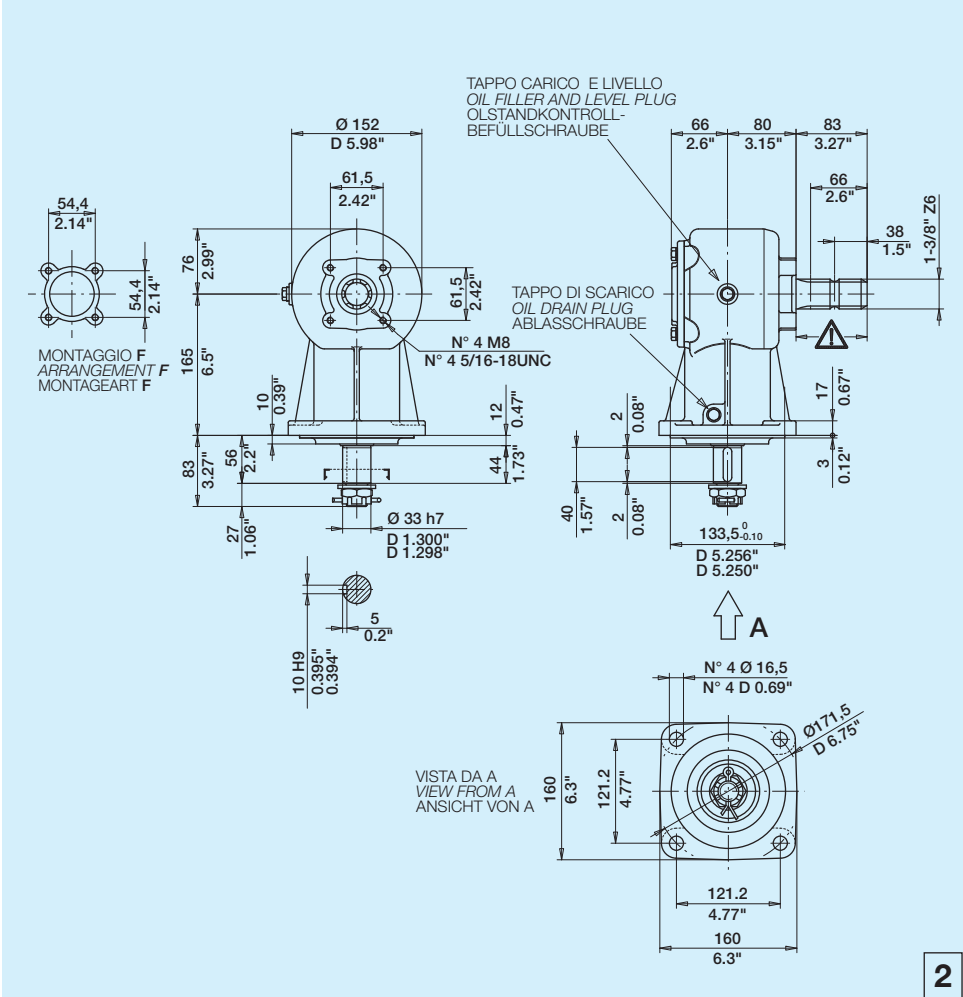 TAPPO CARICO E LIVELLO
OIL FILLER AND LEVEL PLUG
OLSTANDKONTROLL-
BEFÜLLSCHRAUBE
Ø 152
D 5.98"
61,5
2.42"
54,4
2.14"
54,4
2.14"
MONTAGGIO F
ARRANGEMENT F
MONTAGEART F
76
2.99"
165
6.5"
61,5
2.42"
N° 4 M8
N° 4 5/16-18UNC
10
0.39"
12
0.47"
83
3.27"
56
2.2"
44
1.73"
27
1.06"
Ø 33 h7
D 1.300"
D 1.298"
5
0.2"
10 H9
0.395"
0.394"
66
2.6"
80
3.15"
83
3.27"
66
2.6"
38
1.5"
1-3/8" Z6
TAPPO DI SCARICO
OIL DRAIN PLUG
ABLASSCHRAUBE
17
0.67"
2
0.08"
3
0.12"
40
1.57"
2
0.08"
133,5 0 -0.10
D 5.256"
D 5.250"
A
N° 4 Ø 16,5
N° 4 D 0.69"
Ø171,5
D 6.75"
VISTA DA A
VIEW FROM A
ANSICHT VON A
160
6.3"
121.2
4.77"
121.2
4.77"
160
6.3"
2